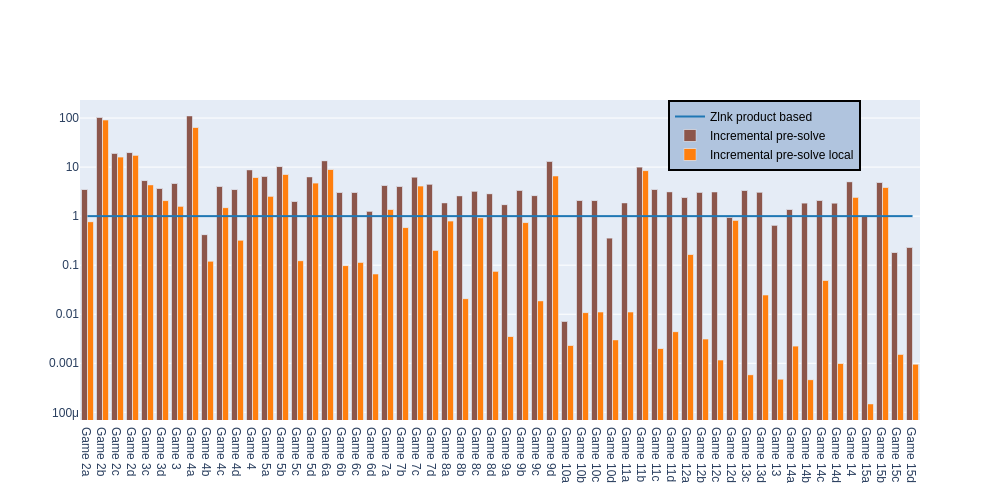 Zlnk product based
Incremental pre-solve
Incremental pre-solve local
100
10
1
0.1
0.01
0.001
100μ
Game 2a
Game 2b
Game 2c
Game 2d
Game 3c
Game 3d
Game 3
Game 4a
Game 4b
Game 4c
Game 4d
Game 4
Game 5a
Game 5b
Game 5c
Game 5d
Game 6a
Game 6b
Game 6c
Game 6d
Game 7a
Game 7b
Game 7c
Game 7d
Game 8a
Game 8b
Game 8c
Game 8d
Game 9a
Game 9b
Game 9c
Game 9d
Game 10a
Game 10b
Game 10c
Game 10d
Game 11a
Game 11b
Game 11c
Game 11d
Game 12a
Game 12b
Game 12c
Game 12d
Game 13c
Game 13d
Game 13
Game 14a
Game 14b
Game 14c
Game 14d
Game 14
Game 15a
Game 15b
Game 15c
Game 15d